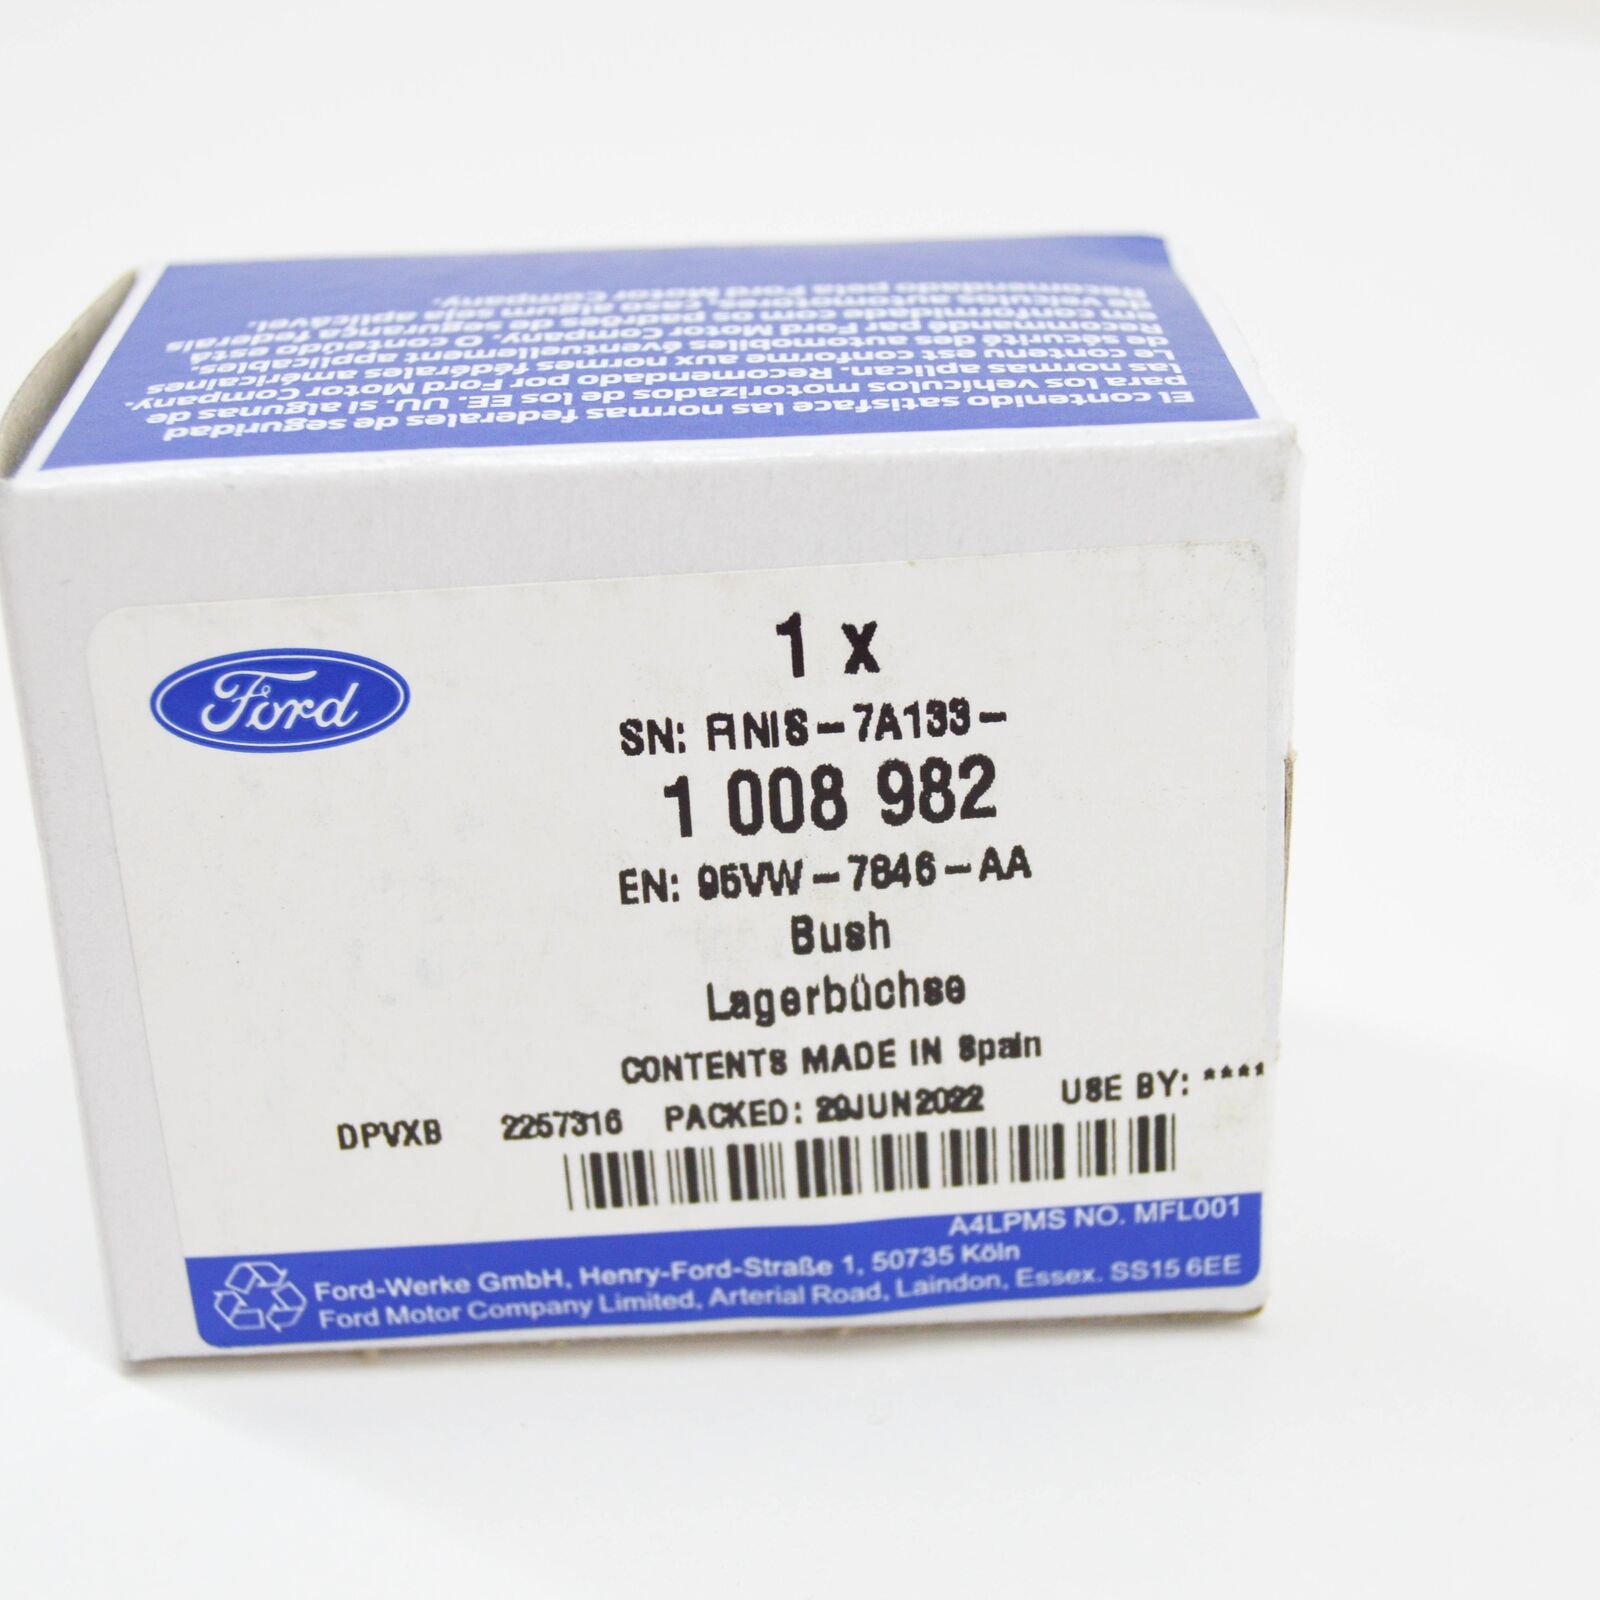 El contenido satisface las normas federales de seguridad
para los vehículos motorizados de los EE. UU. si algunas de
las normas aplican. Recomendado por Ford Motor Company.
Le contenu est conforme aux normes fédérales américaines
de sécurité des automobiles éventuellement applicables.
Recommandé par Ford Motor Company. O conteúdo está
em conformidade com os padrões de segurança federais
de veículos automotores, caso algum seja aplicável.
Recomendado pela Ford Motor Company.
Ford
1 x
SN: FINIS-7A133-
1 008 982
EN: 95VW-7846-AA
Bush
Lagerbüchse
CONTENTS MADE IN Spain
DPVXB 2257316 PACKED: 29JUN2022 USE BY: ****
A4LPMS NO. MFL001
Ford-Werke GmbH, Henry-Ford-Straße 1, 50735 Köln
Ford Motor Company Limited, Arterial Road, Laindon, Essex. SS15 6EE